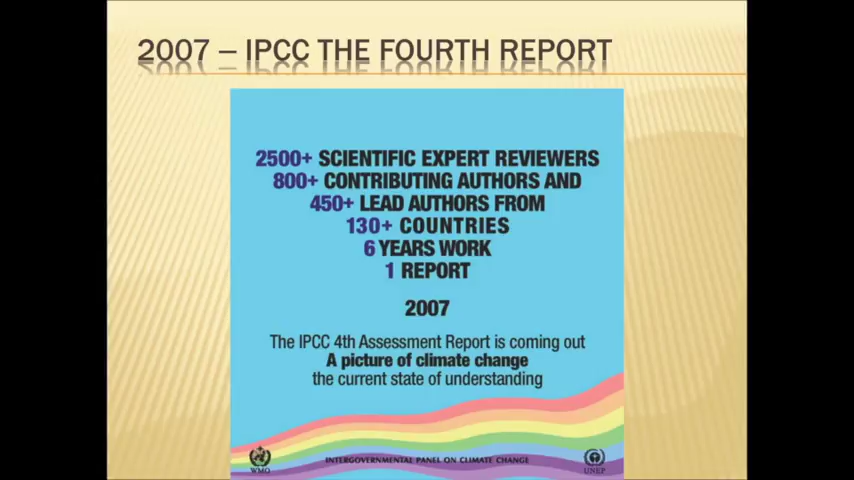 2007 – IPCC THE FOURTH REPORT
2500+ SCIENTIFIC EXPERT REVIEWERS
800+ CONTRIBUTING AUTHORS AND
450+ LEAD AUTHORS FROM
130+ COUNTRIES
6 YEARS WORK
1 REPORT
2007
The IPCC 4th Assessment Report is coming out
A picture of climate change
the current state of understanding
INTERGOVERNMENTAL PANEL ON CLIMATE CHANGE
WMO
UNEP